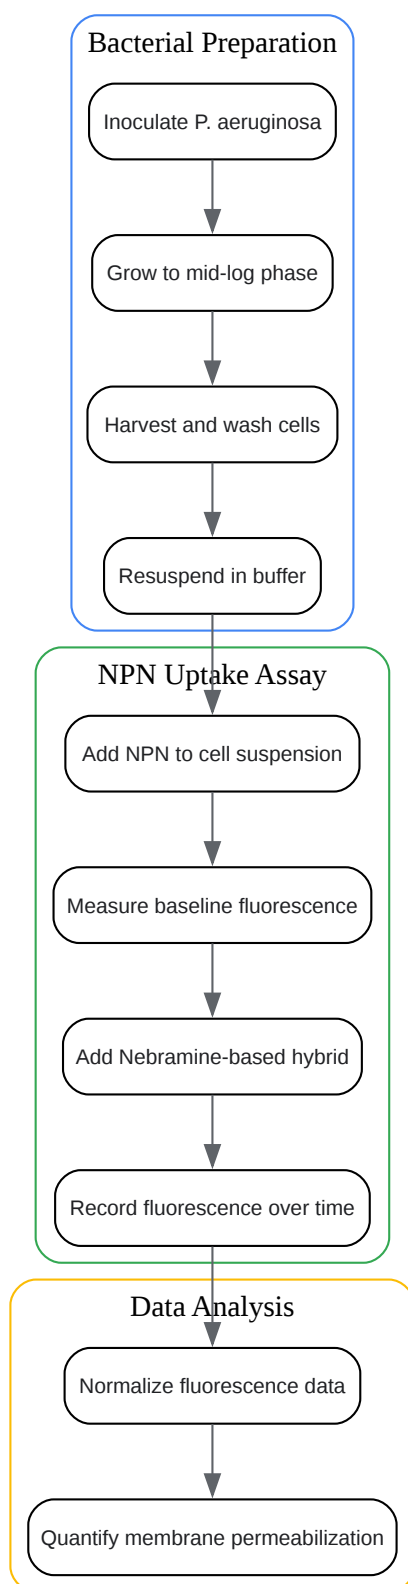 Bacterial Preparation
Inoculate P. aeruginosa
Grow to mid-log phase
Harvest and wash cells
Resuspend in buffer
NPN Uptake Assay
Add NPN to cell suspension
Measure baseline fluorescence
Add Nebramine-based hybrid
Record fluorescence over time
Data Analysis
Normalize fluorescence data
Quantify membrane permeabilization